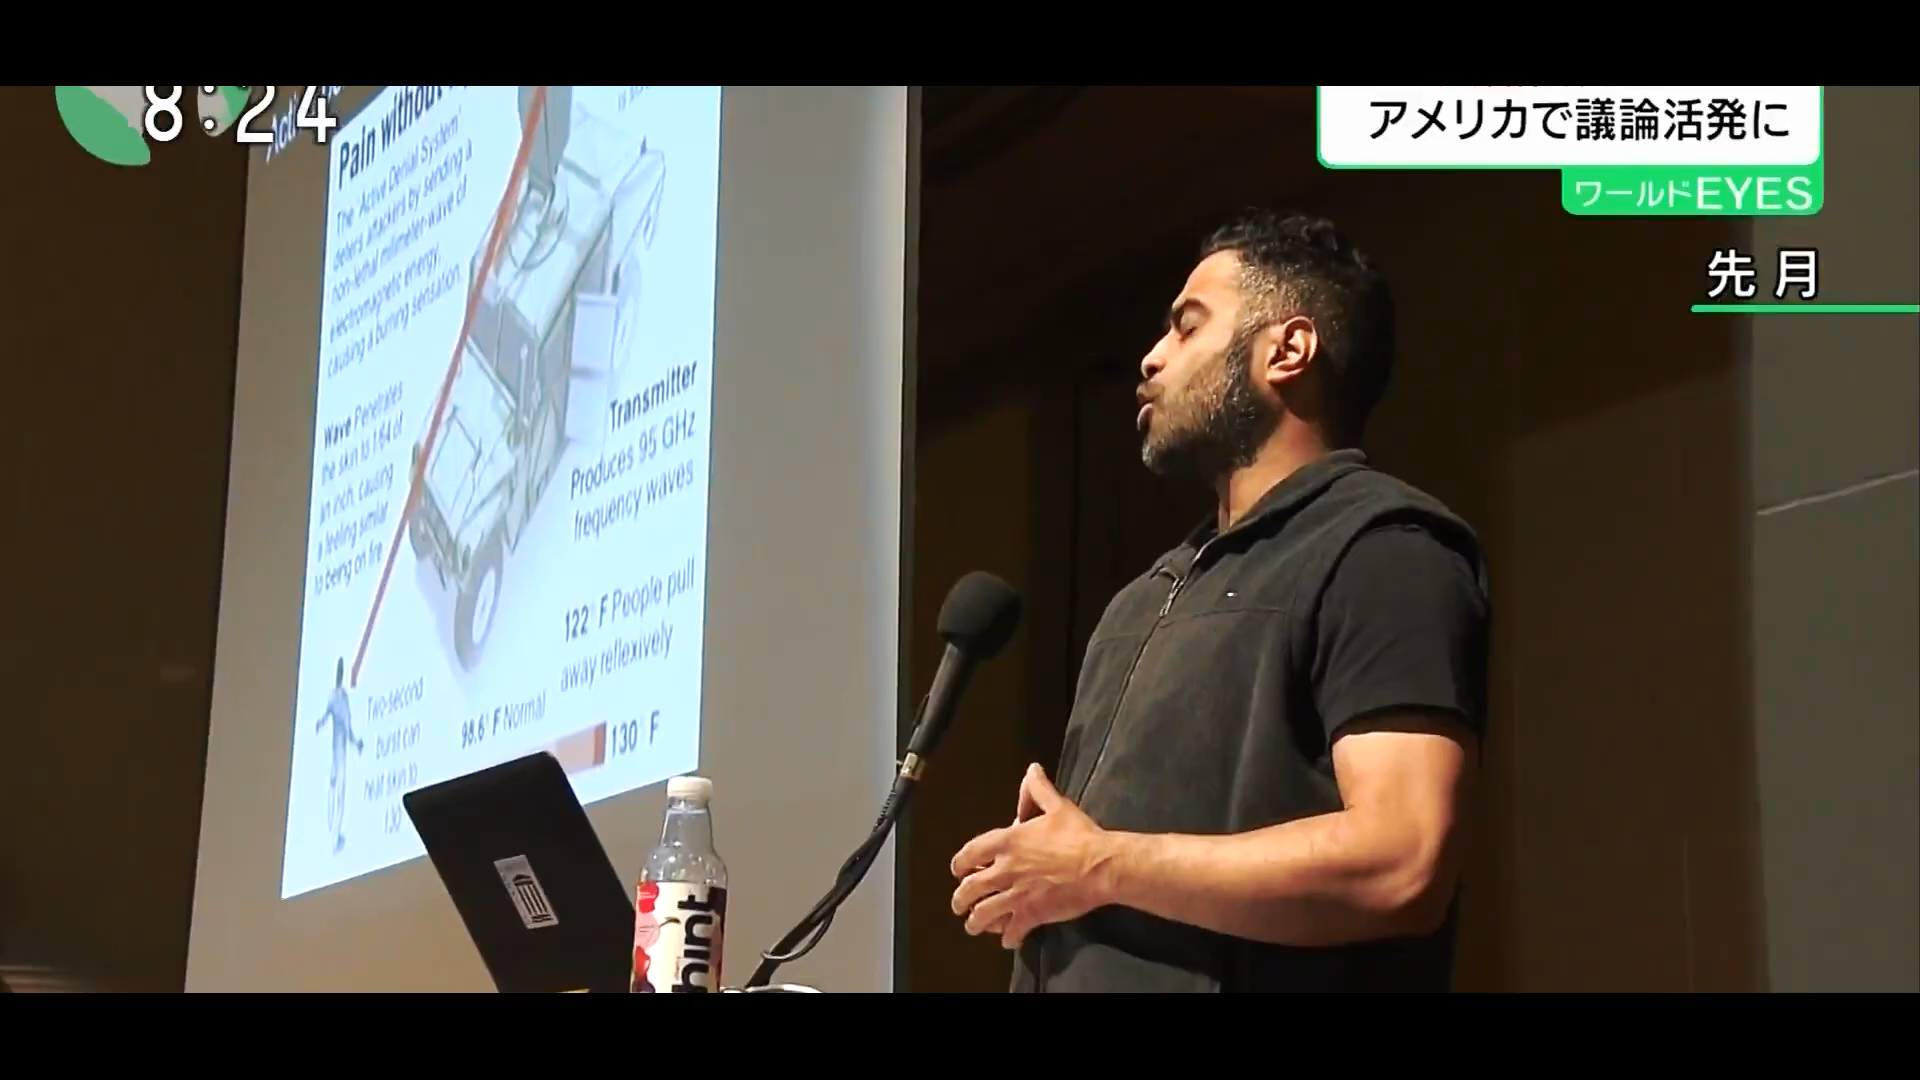 8:24
アメリカで議論活発に
ワールドEYES
先月
Pain without
The 'Active Denial System'
deters attackers by sending a
non-lethal millimeter-wave of
electromagnetic energy,
causing a burning sensation.
Wave Penetrates
the skin to 1/64 of
an inch, causing
a feeling similar
to being on fire
Transmitter
Produces 95 GHz
frequency waves
122° F People pull
away reflexively
Two-second
burst can
heat skin to
130°
98.6° F Normal
130° F
hint